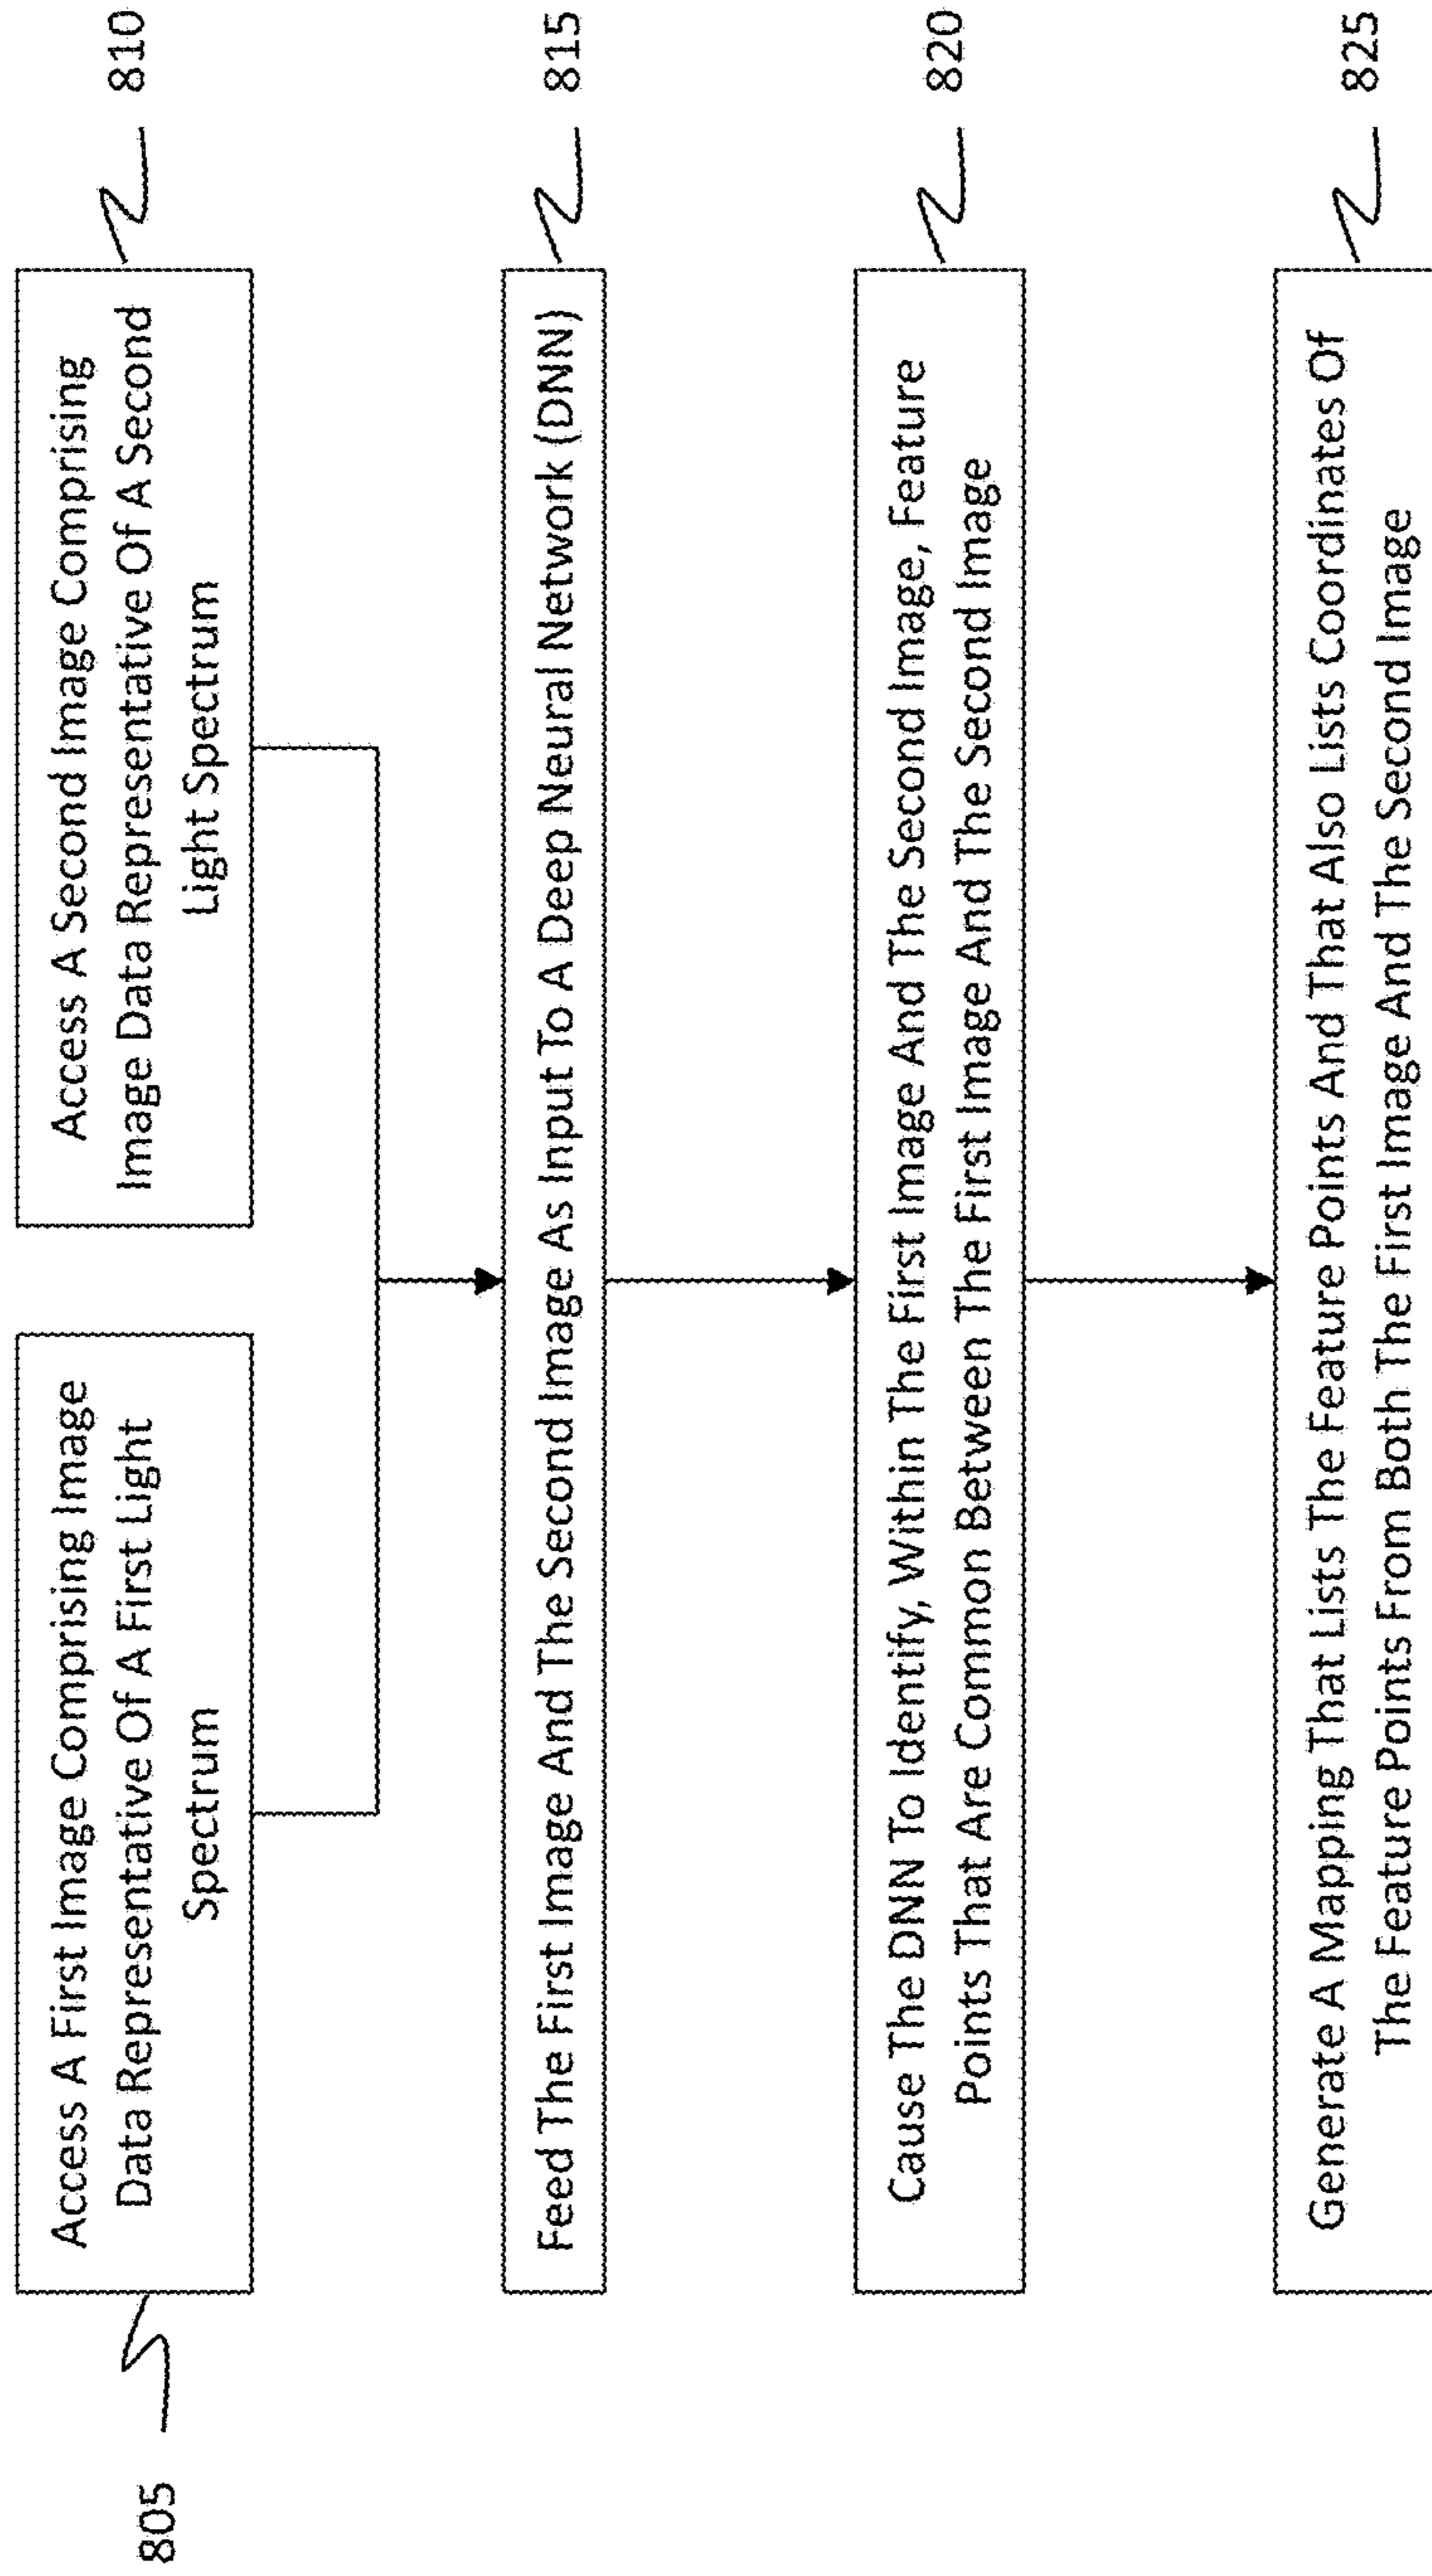 805
Access A First Image Comprising Image
Data Representative Of A First Light
Spectrum
Access A Second Image Comprising
Image Data Representative Of A Second
Light Spectrum
810
Feed The First Image And The Second Image As Input To A Deep Neural Network (DNN)
815
Cause The DNN To Identify, Within The First Image And The Second Image, Feature
Points That Are Common Between The First Image And The Second Image
820
Generate A Mapping That Lists The Feature Points And That Also Lists Coordinates Of
The Feature Points From Both The First Image And The Second Image
825